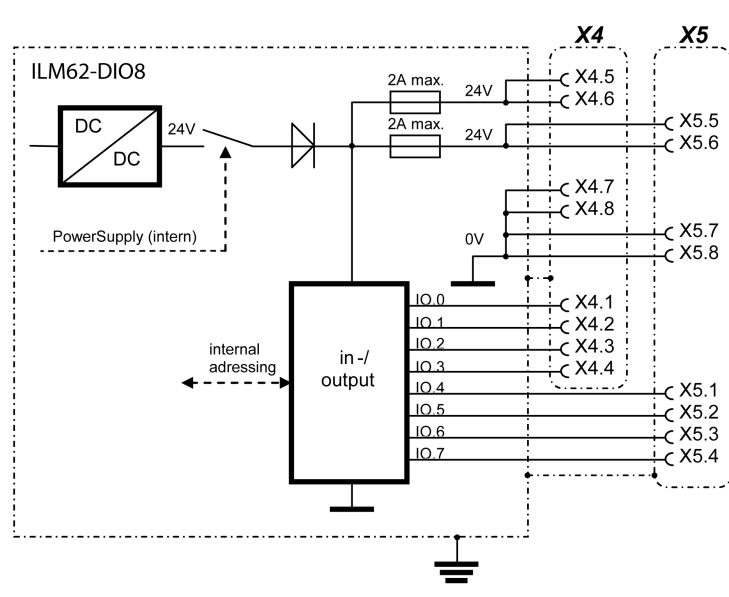 X4
X5
ILM62-DIO8
2A max.
24V
X4.5
X4.6
DC
DC
24V
2A max.
24V
X5.5
X5.6
X4.7
X4.8
PowerSupply (intern)
0V
X5.7
X5.8
IO.0
X4.1
IO.1
X4.2
IO.2
X4.3
IO.3
X4.4
internal
adressing
in-/
output
IO.4
X5.1
IO.5
X5.2
IO.6
X5.3
IO.7
X5.4